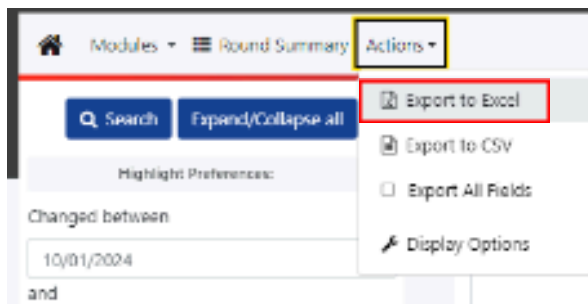 Modules Round Summary Actions
Export to Excel
Search Expand/Collapse all
Export to CSV
Highlight Preferences:
Export All Fields
Changed between
Display Options
10/01/2024
and